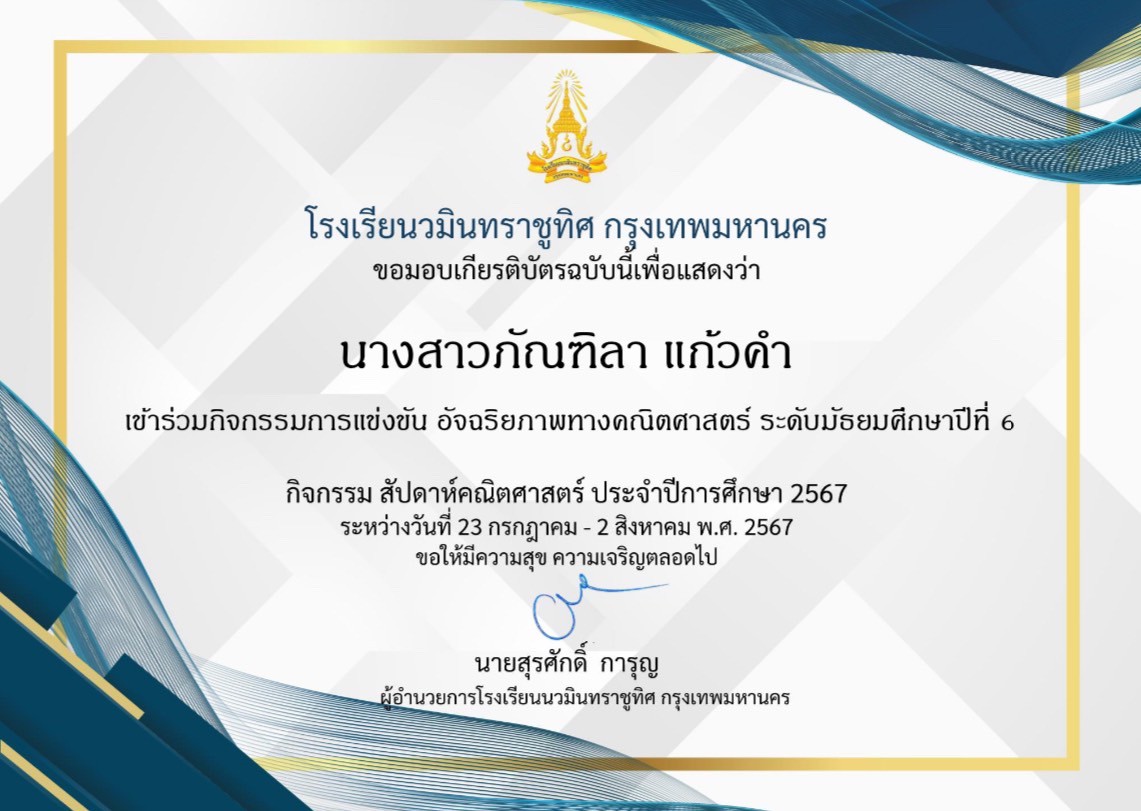 โรงเรียนวมินทราชูทิศ กรุงเทพมหานคร
ขอมอบเกียรติบัตรฉบับนี้เพื่อแสดงว่า
นางสาวภัณฑิลา แก้วคำ
เข้าร่วมกิจกรรมการแข่งขัน อัจฉริยภาพทางคณิตศาสตร์ ระดับมัธยมศึกษาปีที่ 6
กิจกรรม สัปดาห์คณิตศาสตร์ ประจำปีการศึกษา 2567
ระหว่างวันที่ 23 กรกฎาคม - 2 สิงหาคม พ.ศ. 2567
ขอให้มีความสุข ความเจริญตลอดไป
นายสุรศักดิ์ การุญ
ผู้อำนวยการโรงเรียนนวมินทราชูทิศ กรุงเทพมหานคร